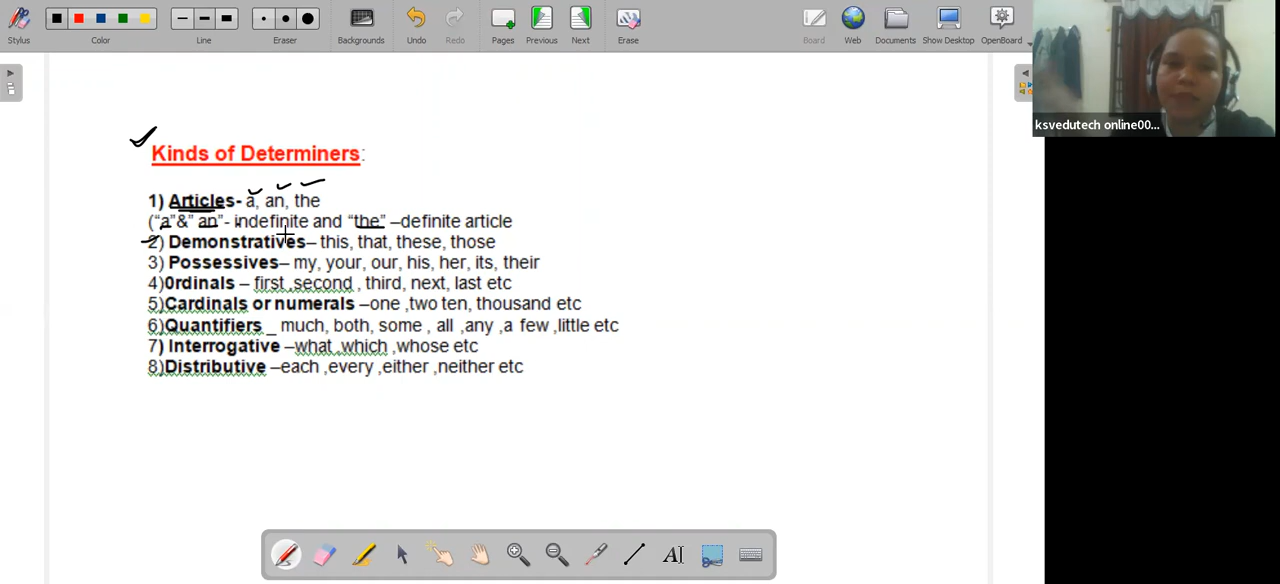 Stylus
Color
Line
Eraser
Backgrounds
Undo
Redo
Pages
Previous
Next
Erase
Board
Web
Documents
Show Desktop
OpenBoard
ksvedutech online00...
Kinds of Determiners:
1) Articles- a, an, the
(“a”&” an”- indefinite and “the” –definite article
2) Demonstratives– this, that, these, those
3) Possessives– my, your, our, his, her, its, their
4)0rdinals – first ,second , third, next, last etc
5)Cardinals or numerals –one ,two ten, thousand etc
6)Quantifiers _ much, both, some , all ,any ,a few ,little etc
7) Interrogative –what ,which ,whose etc
8)Distributive –each ,every ,either ,neither etc
AI